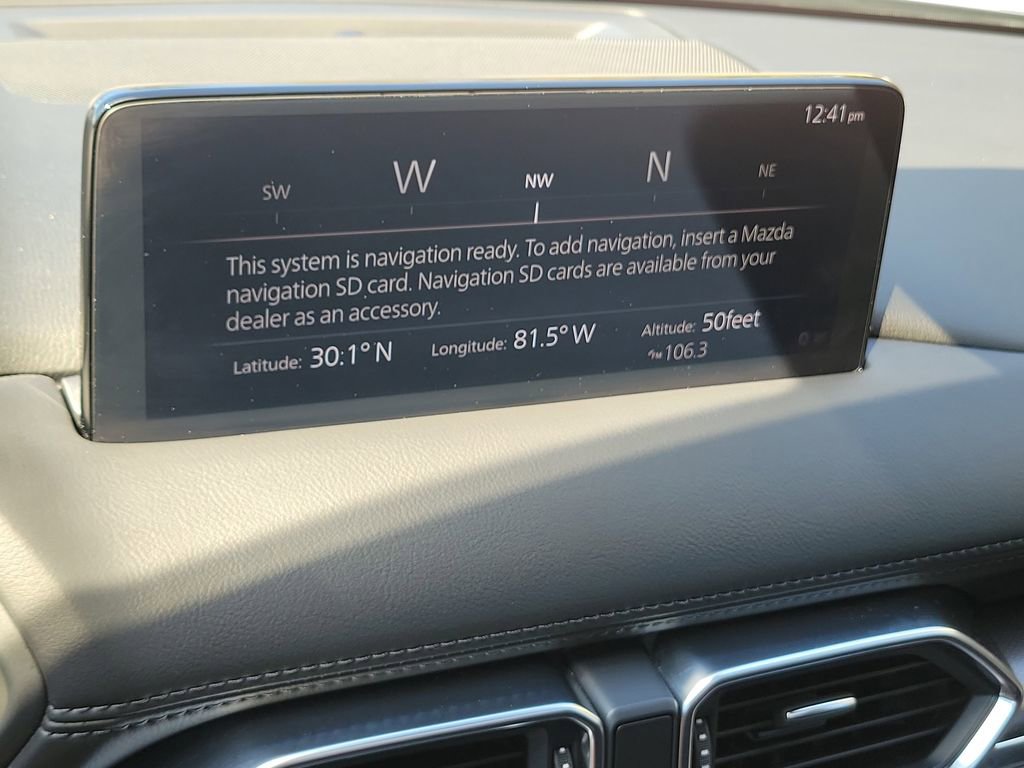 12:41pm
SW W NW N NE
This system is navigation ready. To add navigation, insert a Mazda
navigation SD card. Navigation SD cards are available from your
dealer as an accessory.
Latitude: 30.1° N Longitude: 81.5° W Altitude: 50feet
FM 106.3